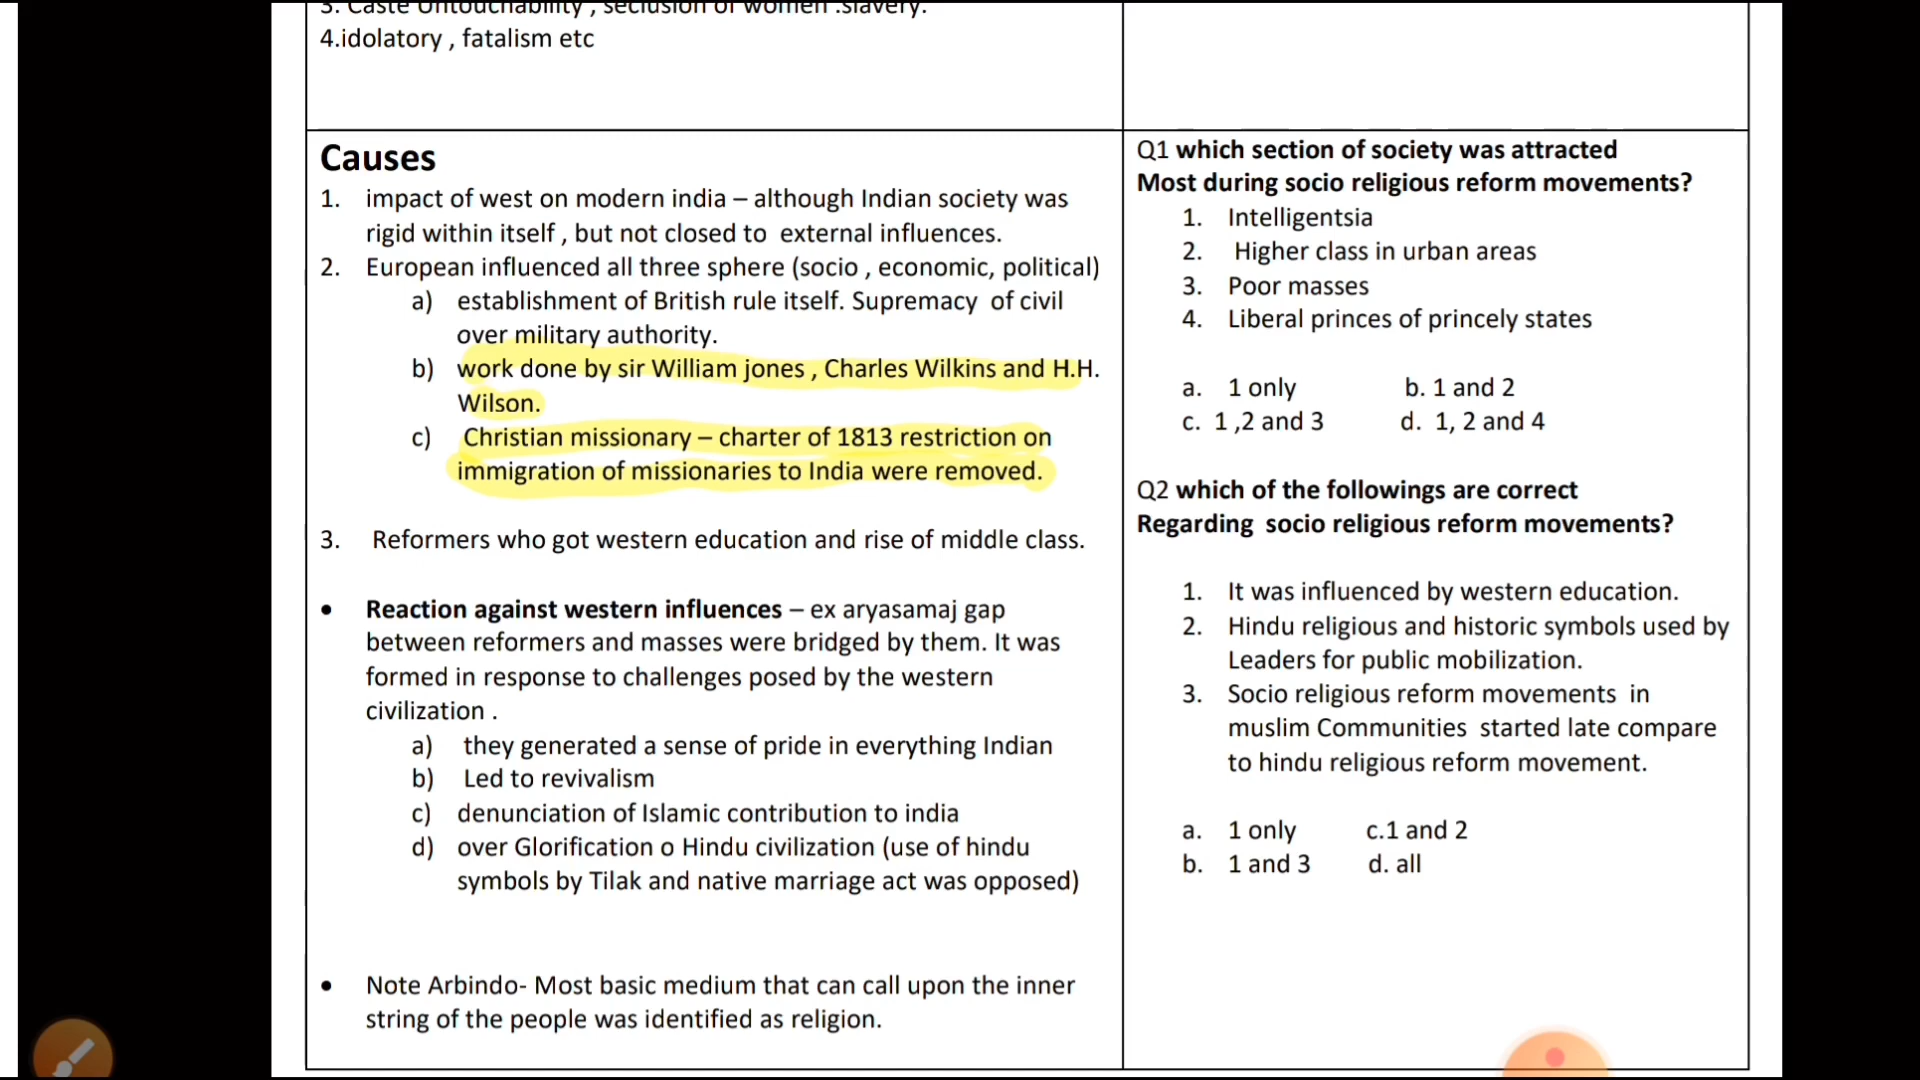 3. Caste Untouchability , seclusion of women .slavery.
4.idolatory , fatalism etc
Causes
1. impact of west on modern india – although Indian society was
rigid within itself , but not closed to external influences.
2. European influenced all three sphere (socio , economic, political)
a) establishment of British rule itself. Supremacy of civil
over military authority.
b) work done by sir William jones , Charles Wilkins and H.H.
Wilson.
c) Christian missionary – charter of 1813 restriction on
immigration of missionaries to India were removed.
3. Reformers who got western education and rise of middle class.
• Reaction against western influences – ex aryasamaj gap
between reformers and masses were bridged by them. It was
formed in response to challenges posed by the western
civilization .
a) they generated a sense of pride in everything Indian
b) Led to revivalism
c) denunciation of Islamic contribution to india
d) over Glorification o Hindu civilization (use of hindu
symbols by Tilak and native marriage act was opposed)
• Note Arbindo- Most basic medium that can call upon the inner
string of the people was identified as religion.
Q1 which section of society was attracted
Most during socio religious reform movements?
1. Intelligentsia
2. Higher class in urban areas
3. Poor masses
4. Liberal princes of princely states
a. 1 only b. 1 and 2
c. 1 ,2 and 3 d. 1, 2 and 4
Q2 which of the followings are correct
Regarding socio religious reform movements?
1. It was influenced by western education.
2. Hindu religious and historic symbols used by
Leaders for public mobilization.
3. Socio religious reform movements in
muslim Communities started late compare
to hindu religious reform movement.
a. 1 only c.1 and 2
b. 1 and 3 d. all